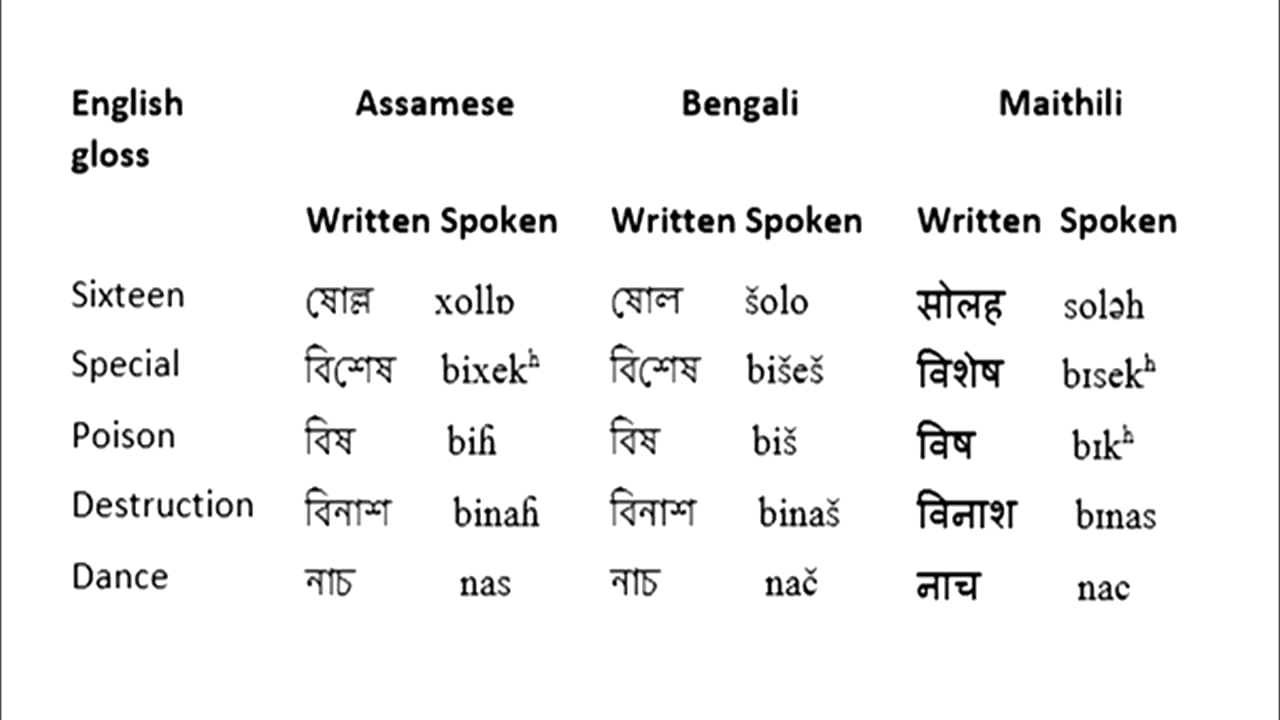 English Assamese Bengali Maithili
gloss
Written Spoken Written Spoken Written Spoken
Sixteen ষোল্ল xollɒ ষোল šolo सोलह soləh
Special বিশেষ bixekʰ বিশেষ bišeš विशेष bɪsekʰ
Poison বিষ biɦ বিষ biš विष bɪkʰ
Destruction বিনাশ binaɦ বিনাশ binaš विनाश bɪnas
Dance নাচ nas নাচ nač नाच nac